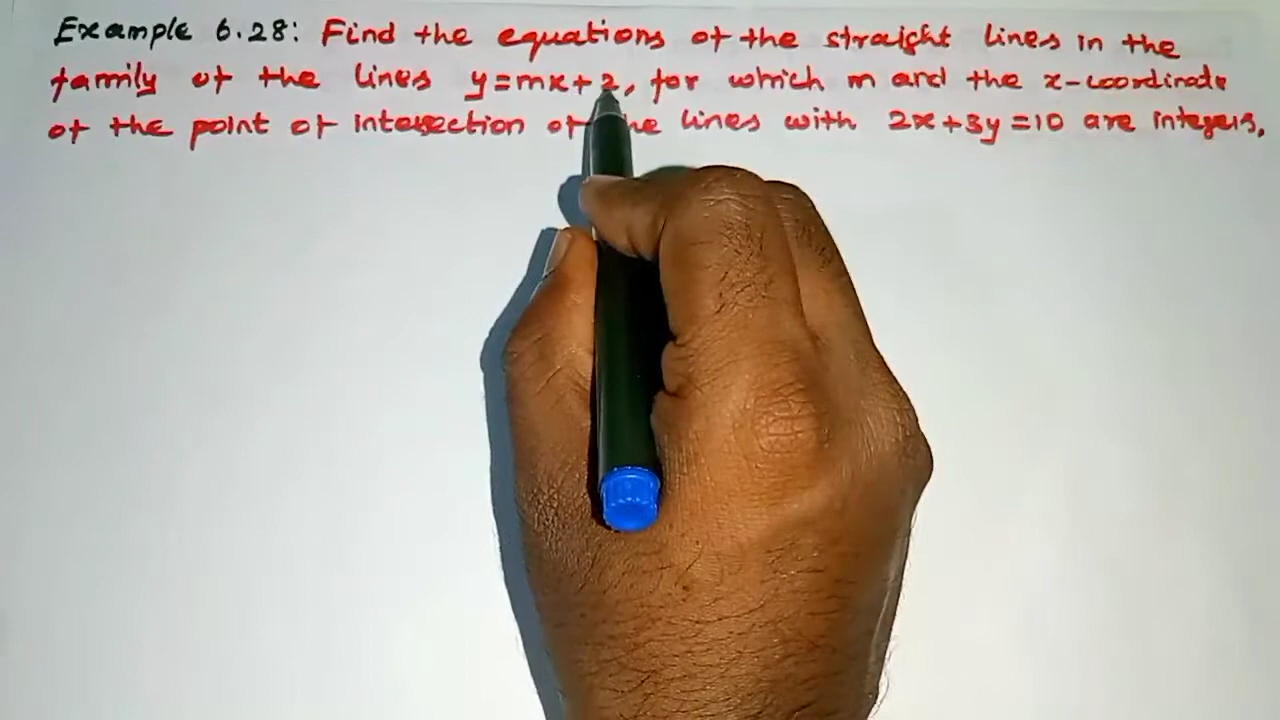 Example 6.28: Find the equations of the straight lines in the
family of the lines y=mx+2, for which m and the x-coordinate
of the point of intersection of the lines with 2x+3y=10 are integers.